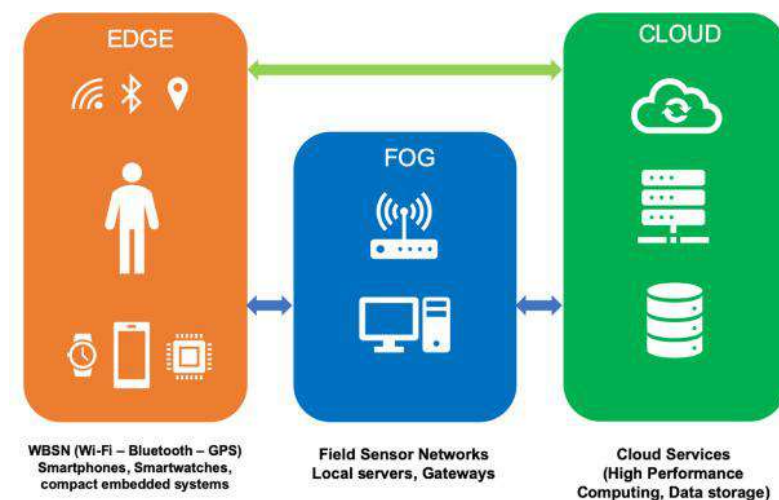 EDGE
CLOUD
FOG
WBSN (Wi-Fi – Bluetooth – GPS)
Smartphones, Smartwatches,
compact embedded systems
Field Sensor Networks
Local servers, Gateways
Cloud Services
(High Performance
Computing, Data storage)